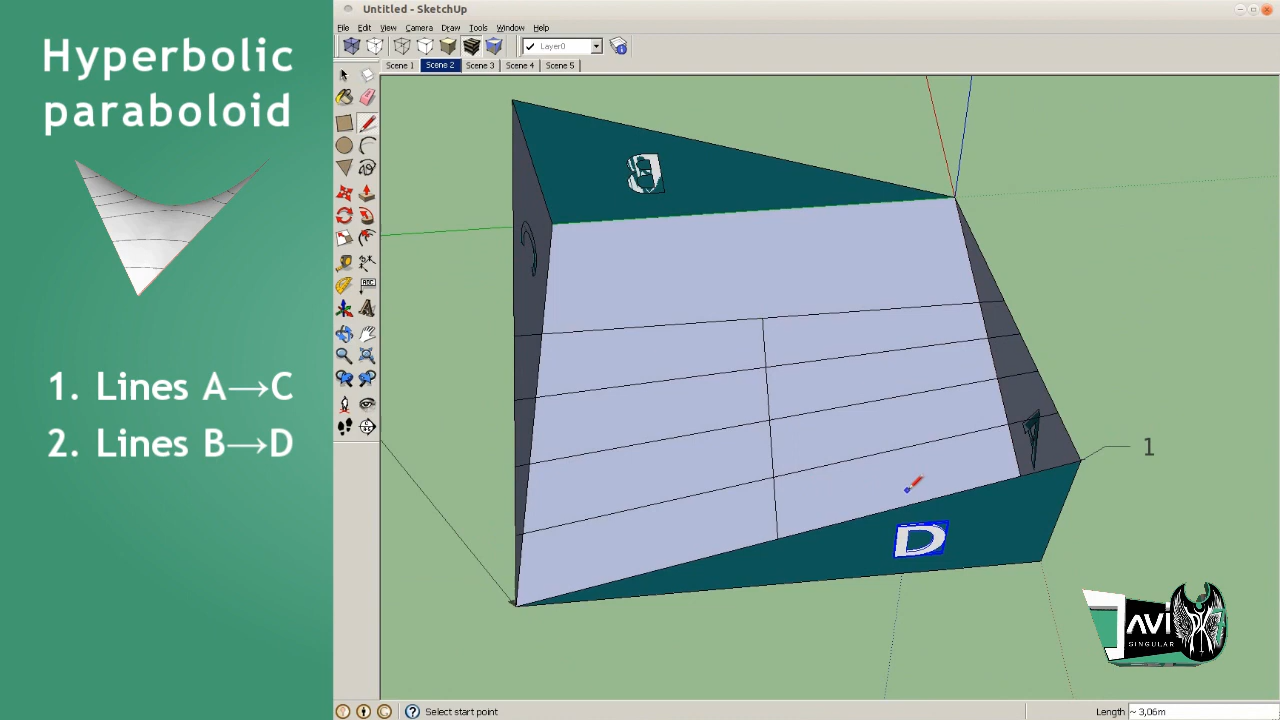 Untitled - SketchUp
File Edit View Camera Draw Tools Window Help
Layer0
Scene 1 Scene 2 Scene 3 Scene 4 Scene 5
Hyperbolic
paraboloid
1. Lines A→C
2. Lines B→D
B
1
D
JAVI
SINGULAR
Select start point
Length ~ 3,06m